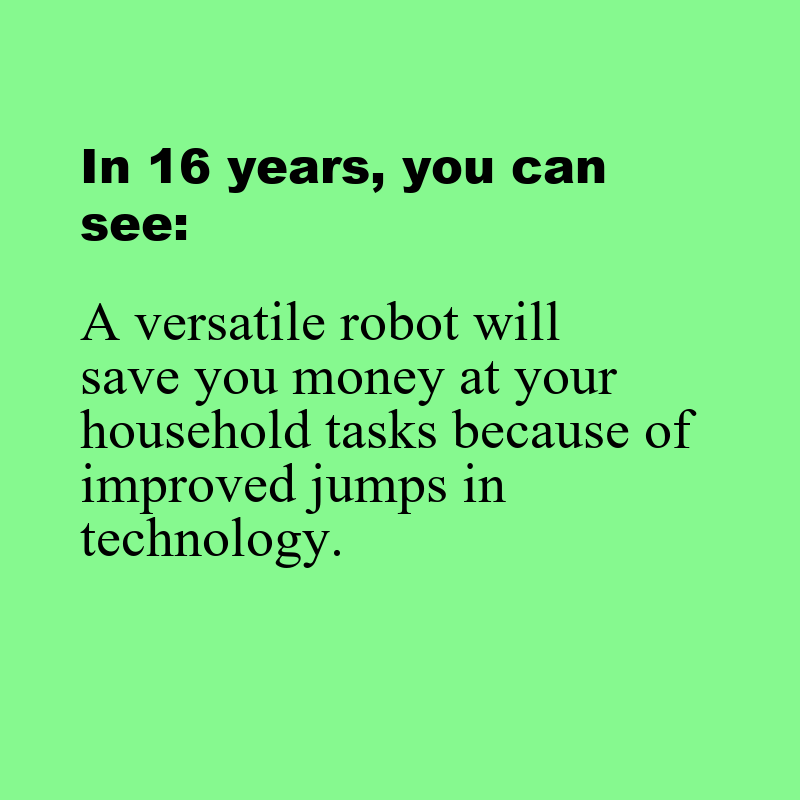 In 16 years, you can
see:
A versatile robot will
save you money at your
household tasks because of
improved jumps in
technology.